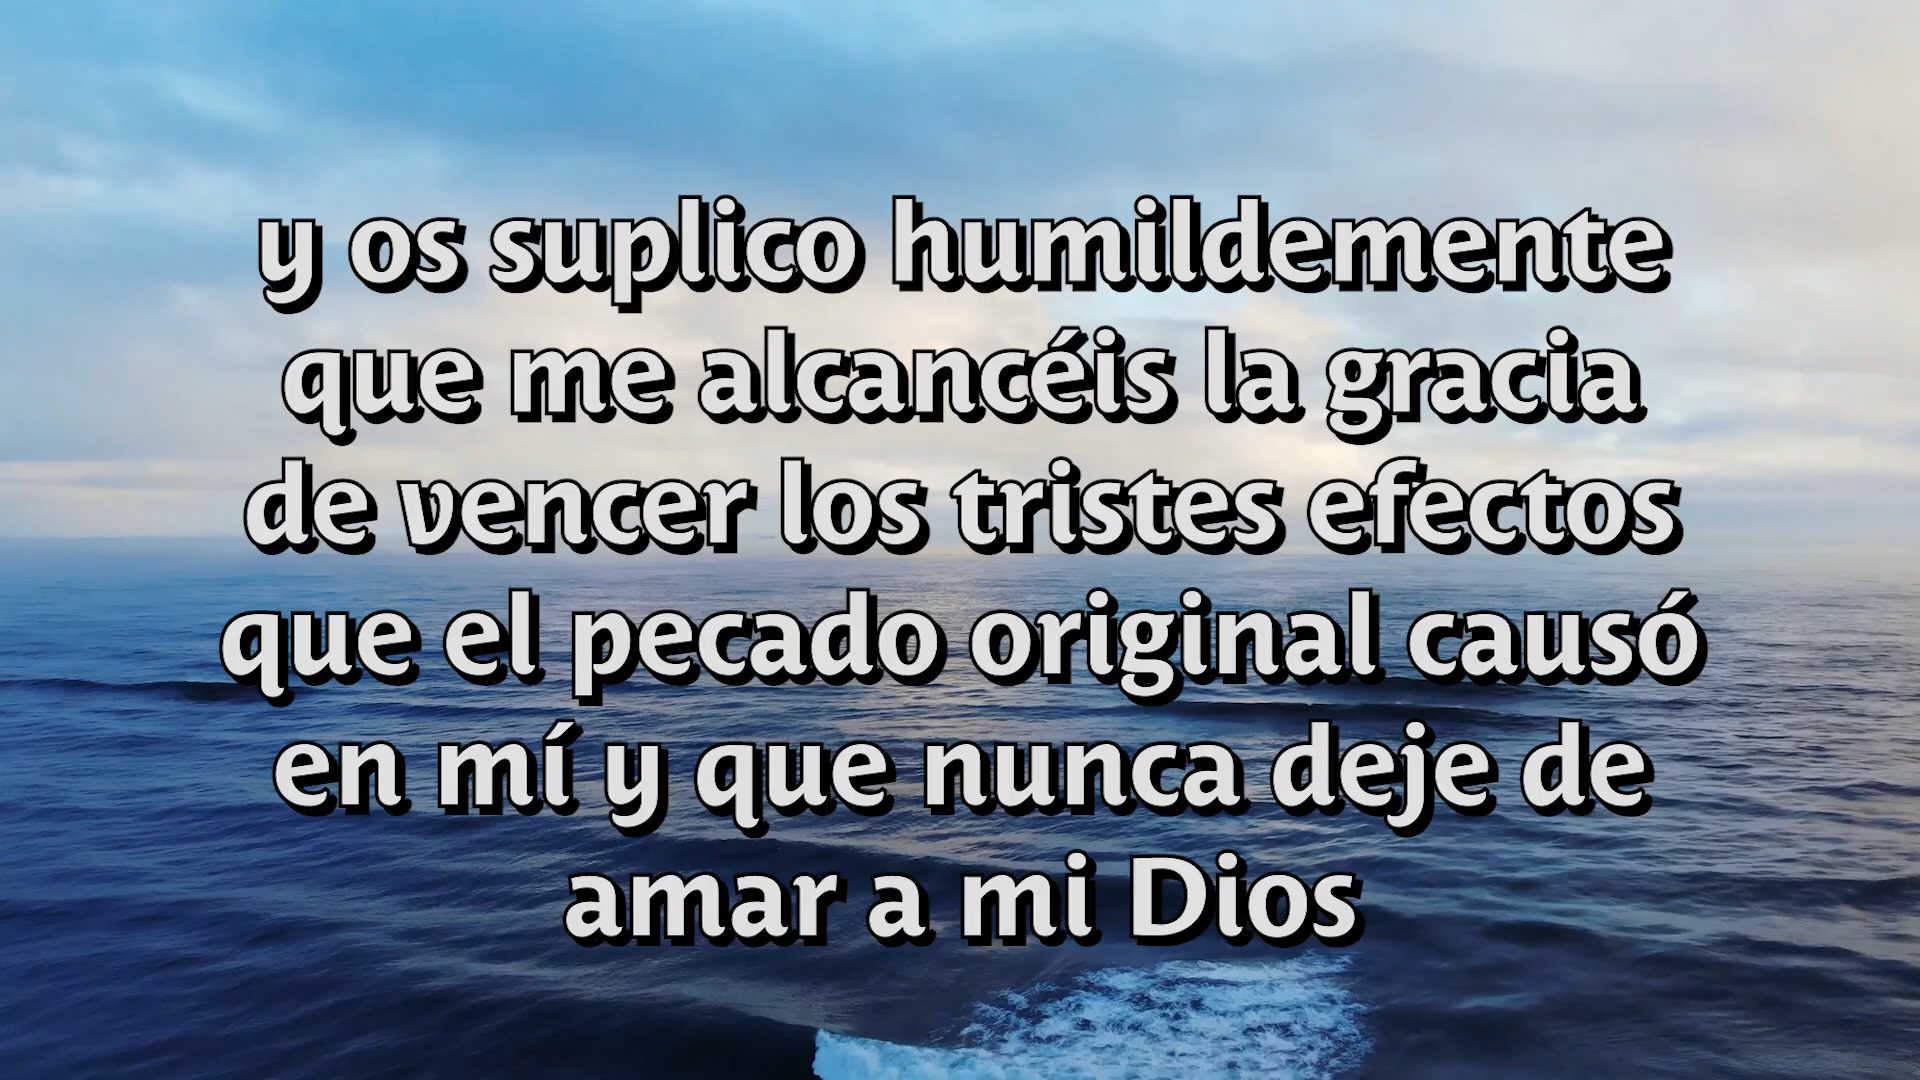 y os suplico humildemente
que me alcancéis la gracia
de vencer los tristes efectos
que el pecado original causó
en mí y que nunca deje de
amar a mi Dios